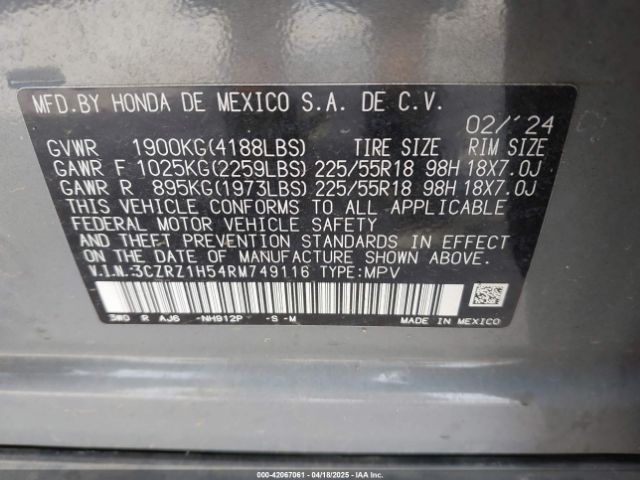 MFD.BY HONDA DE MEXICO S.A. DE C.V.
02/'24
GVWR 1900KG(4188LBS) TIRE SIZE RIM SIZE
GAWR F 1025KG(2259LBS) 225/55R18 98H 18X7.0J
GAWR R 895KG(1973LBS) 225/55R18 98H 18X7.0J
THIS VEHICLE CONFORMS TO ALL APPLICABLE
FEDERAL MOTOR VEHICLE SAFETY
AND THEFT PREVENTION STANDARDS IN EFFECT ON
THE DATE OF MANUFACTURE SHOWN ABOVE.
V.I.N.:3CZRZ1H54RM749116 TYPE:MPV
3W0 R AJ6 -NH912P -S -M
MADE IN MEXICO
000-42067061 - 04/18/2025 - IAAI.COM